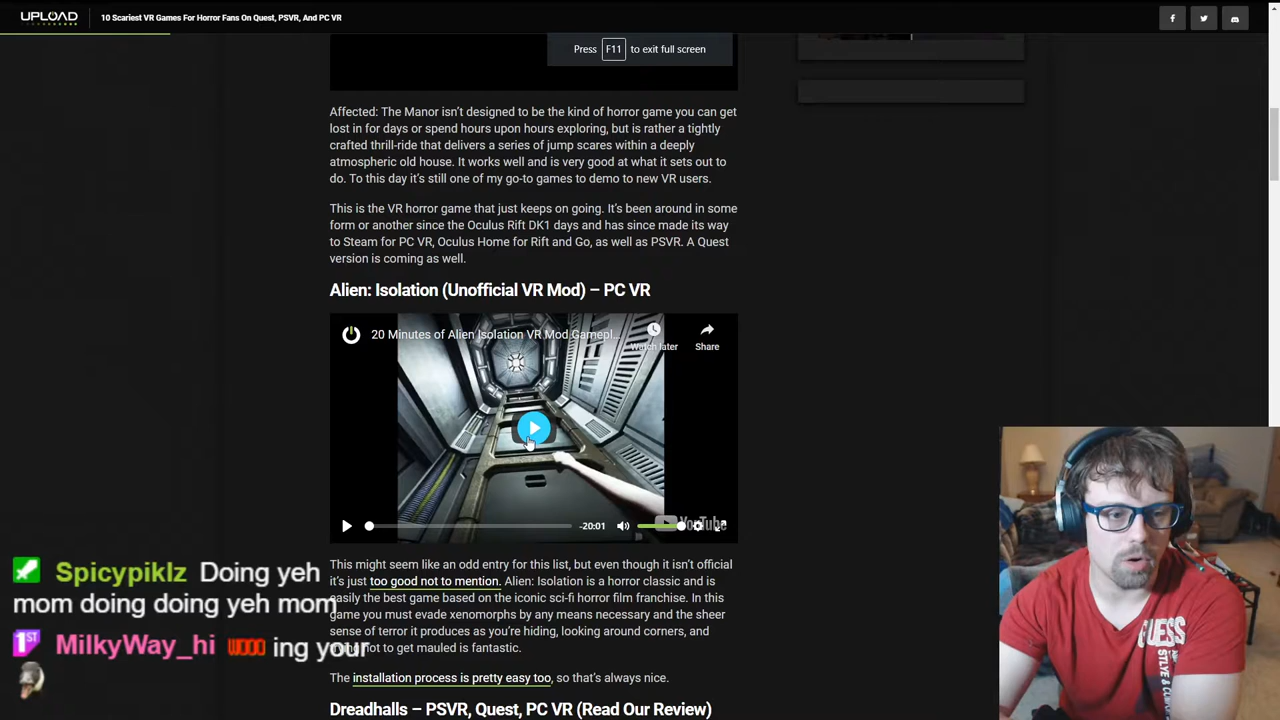 UPLOAD
10 Scariest VR Games For Horror Fans On Quest, PSVR, And PC VR
Press F11 to exit full screen
Affected: The Manor isn't designed to be the kind of horror game you can get
lost in for days or spend hours upon hours exploring, but is rather a tightly
crafted thrill-ride that delivers a series of jump scares within a deeply
atmospheric old house. It works well and is very good at what it sets out to
do. To this day it's still one of my go-to games to demo to new VR users.
This is the VR horror game that just keeps on going. It's been around in some
form or another since the Oculus Rift DK1 days and has since made its way
to Steam for PC VR, Oculus Home for Rift and Go, as well as PSVR. A Quest
version is coming as well.
Alien: Isolation (Unofficial VR Mod) – PC VR
20 Minutes of Alien Isolation VR Mod Gamepl...
Watch later
Share
-20:01
YouTube
This might seem like an odd entry for this list, but even though it isn't official
it's just too good not to mention. Alien: Isolation is a horror classic and is
easily the best game based on the iconic sci-fi horror film franchise. In this
game you must evade xenomorphs by any means necessary and the sheer
sense of terror it produces as you're hiding, looking around corners, and
not to get mauled is fantastic.
The installation process is pretty easy too, so that's always nice.
Dreadhalls – PSVR, Quest, PC VR (Read Our Review)
Spicypiklz Doing yeh
mom doing doing yeh mom
1ST MilkyWay_hi WOOO ing your
GUESS